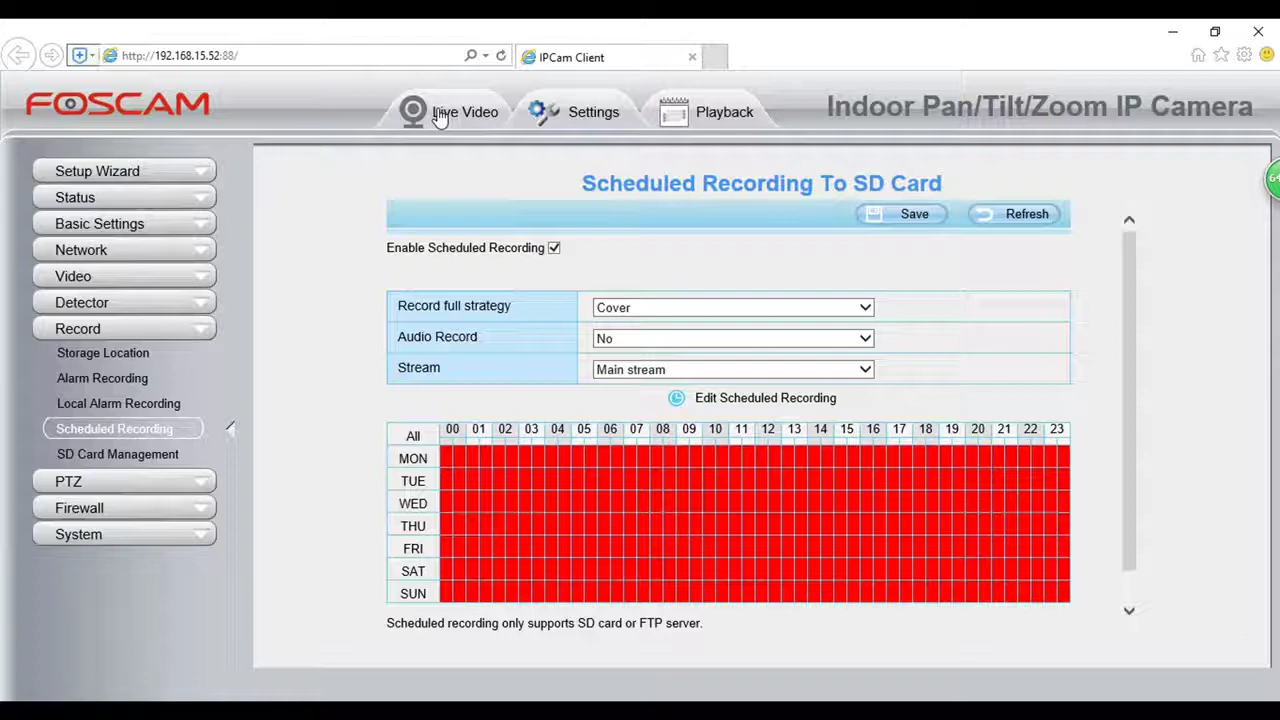 http://192.168.15.52:88/
IPCam Client
FOSCAM
Live Video
Settings
Playback
Indoor Pan/Tilt/Zoom IP Camera
Setup Wizard
Status
Basic Settings
Network
Video
Detector
Record
Storage Location
Alarm Recording
Local Alarm Recording
Scheduled Recording
SD Card Management
PTZ
Firewall
System
Scheduled Recording To SD Card
Save
Refresh
Enable Scheduled Recording
Record full strategy
Cover
Audio Record
No
Stream
Main stream
Edit Scheduled Recording
All 00 01 02 03 04 05 06 07 08 09 10 11 12 13 14 15 16 17 18 19 20 21 22 23
MON
TUE
WED
THU
FRI
SAT
SUN
Scheduled recording only supports SD card or FTP server.